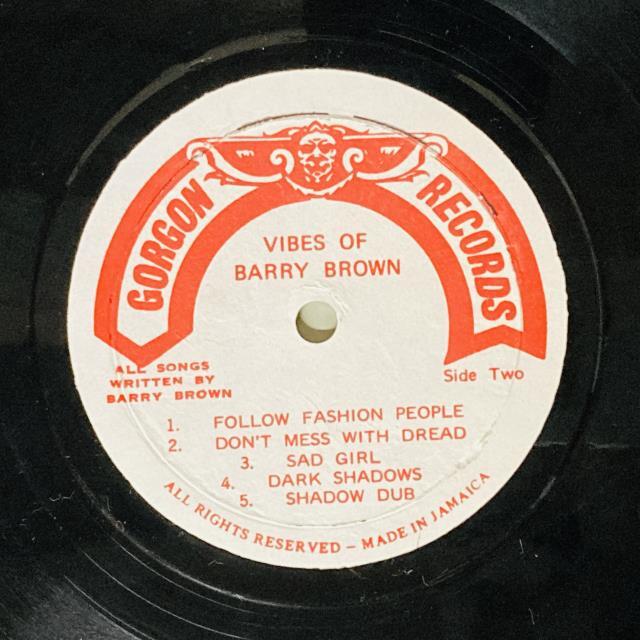 GORGON RECORDS
VIBES OF
BARRY BROWN
ALL SONGS
WRITTEN BY
BARRY BROWN
Side Two
1. FOLLOW FASHION PEOPLE
2. DON'T MESS WITH DREAD
3. SAD GIRL
4. DARK SHADOWS
5. SHADOW DUB
ALL RIGHTS RESERVED – MADE IN JAMAICA